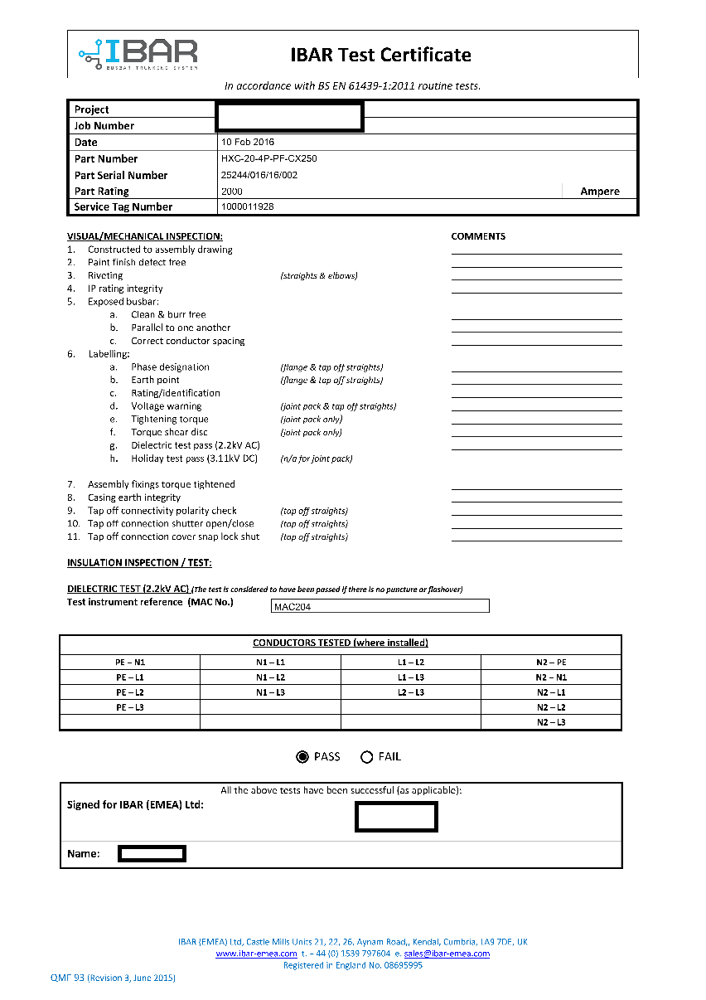 IBAR
BUSBAR TRUNKING SYSTEM
IBAR Test Certificate
In accordance with BS EN 61439-1:2011 routine tests.
Project
Job Number
Date 10 Feb 2016
Part Number HXC-20-4P-PF-CX250
Part Serial Number 25244/016/16/002
Part Rating 2000 Ampere
Service Tag Number 1000011928
VISUAL/MECHANICAL INSPECTION: COMMENTS
1. Constructed to assembly drawing
2. Paint finish defect free
3. Riveting (straights & elbows)
4. IP rating integrity
5. Exposed busbar:
a. Clean & burr free
b. Parallel to one another
c. Correct conductor spacing
6. Labelling:
a. Phase designation (flange & tap off straights)
b. Earth point (flange & tap off straights)
c. Rating/identification
d. Voltage warning (joint pack & tap off straights)
e. Tightening torque (joint pack only)
f. Torque shear disc (joint pack only)
g. Dielectric test pass (2.2kV AC)
h. Holiday test pass (3.11kV DC) (n/a for joint pack)
7. Assembly fixings torque tightened
8. Casing earth integrity
9. Tap off connectivity polarity check (tap off straights)
10. Tap off connection shutter open/close (tap off straights)
11. Tap off connection cover snap lock shut (tap off straights)
INSULATION INSPECTION / TEST:
DIELECTRIC TEST (2.2kV AC) (The test is considered to have been passed if there is no puncture or flashover)
Test instrument reference (MAC No.) MAC204
CONDUCTORS TESTED (where installed)
PE – N1 N1 – L1 L1 – L2 N2 – PE
PE – L1 N1 – L2 L1 – L3 N2 – N1
PE – L2 N1 – L3 L2 – L3 N2 – L1
PE – L3 N2 – L2
N2 – L3
PASS FAIL
All the above tests have been successful (as applicable):
Signed for IBAR (EMEA) Ltd:
Name:
IBAR (EMEA) Ltd, Castle Mills Units 21, 22, 26, Aynam Road,, Kendal, Cumbria, LA9 7DE, UK
www.ibar-emea.com t. + 44 (0) 1539 797604 e. sales@ibar-emea.com
Registered in England No. 08695995
QMF 93 (Revision 3, June 2015)